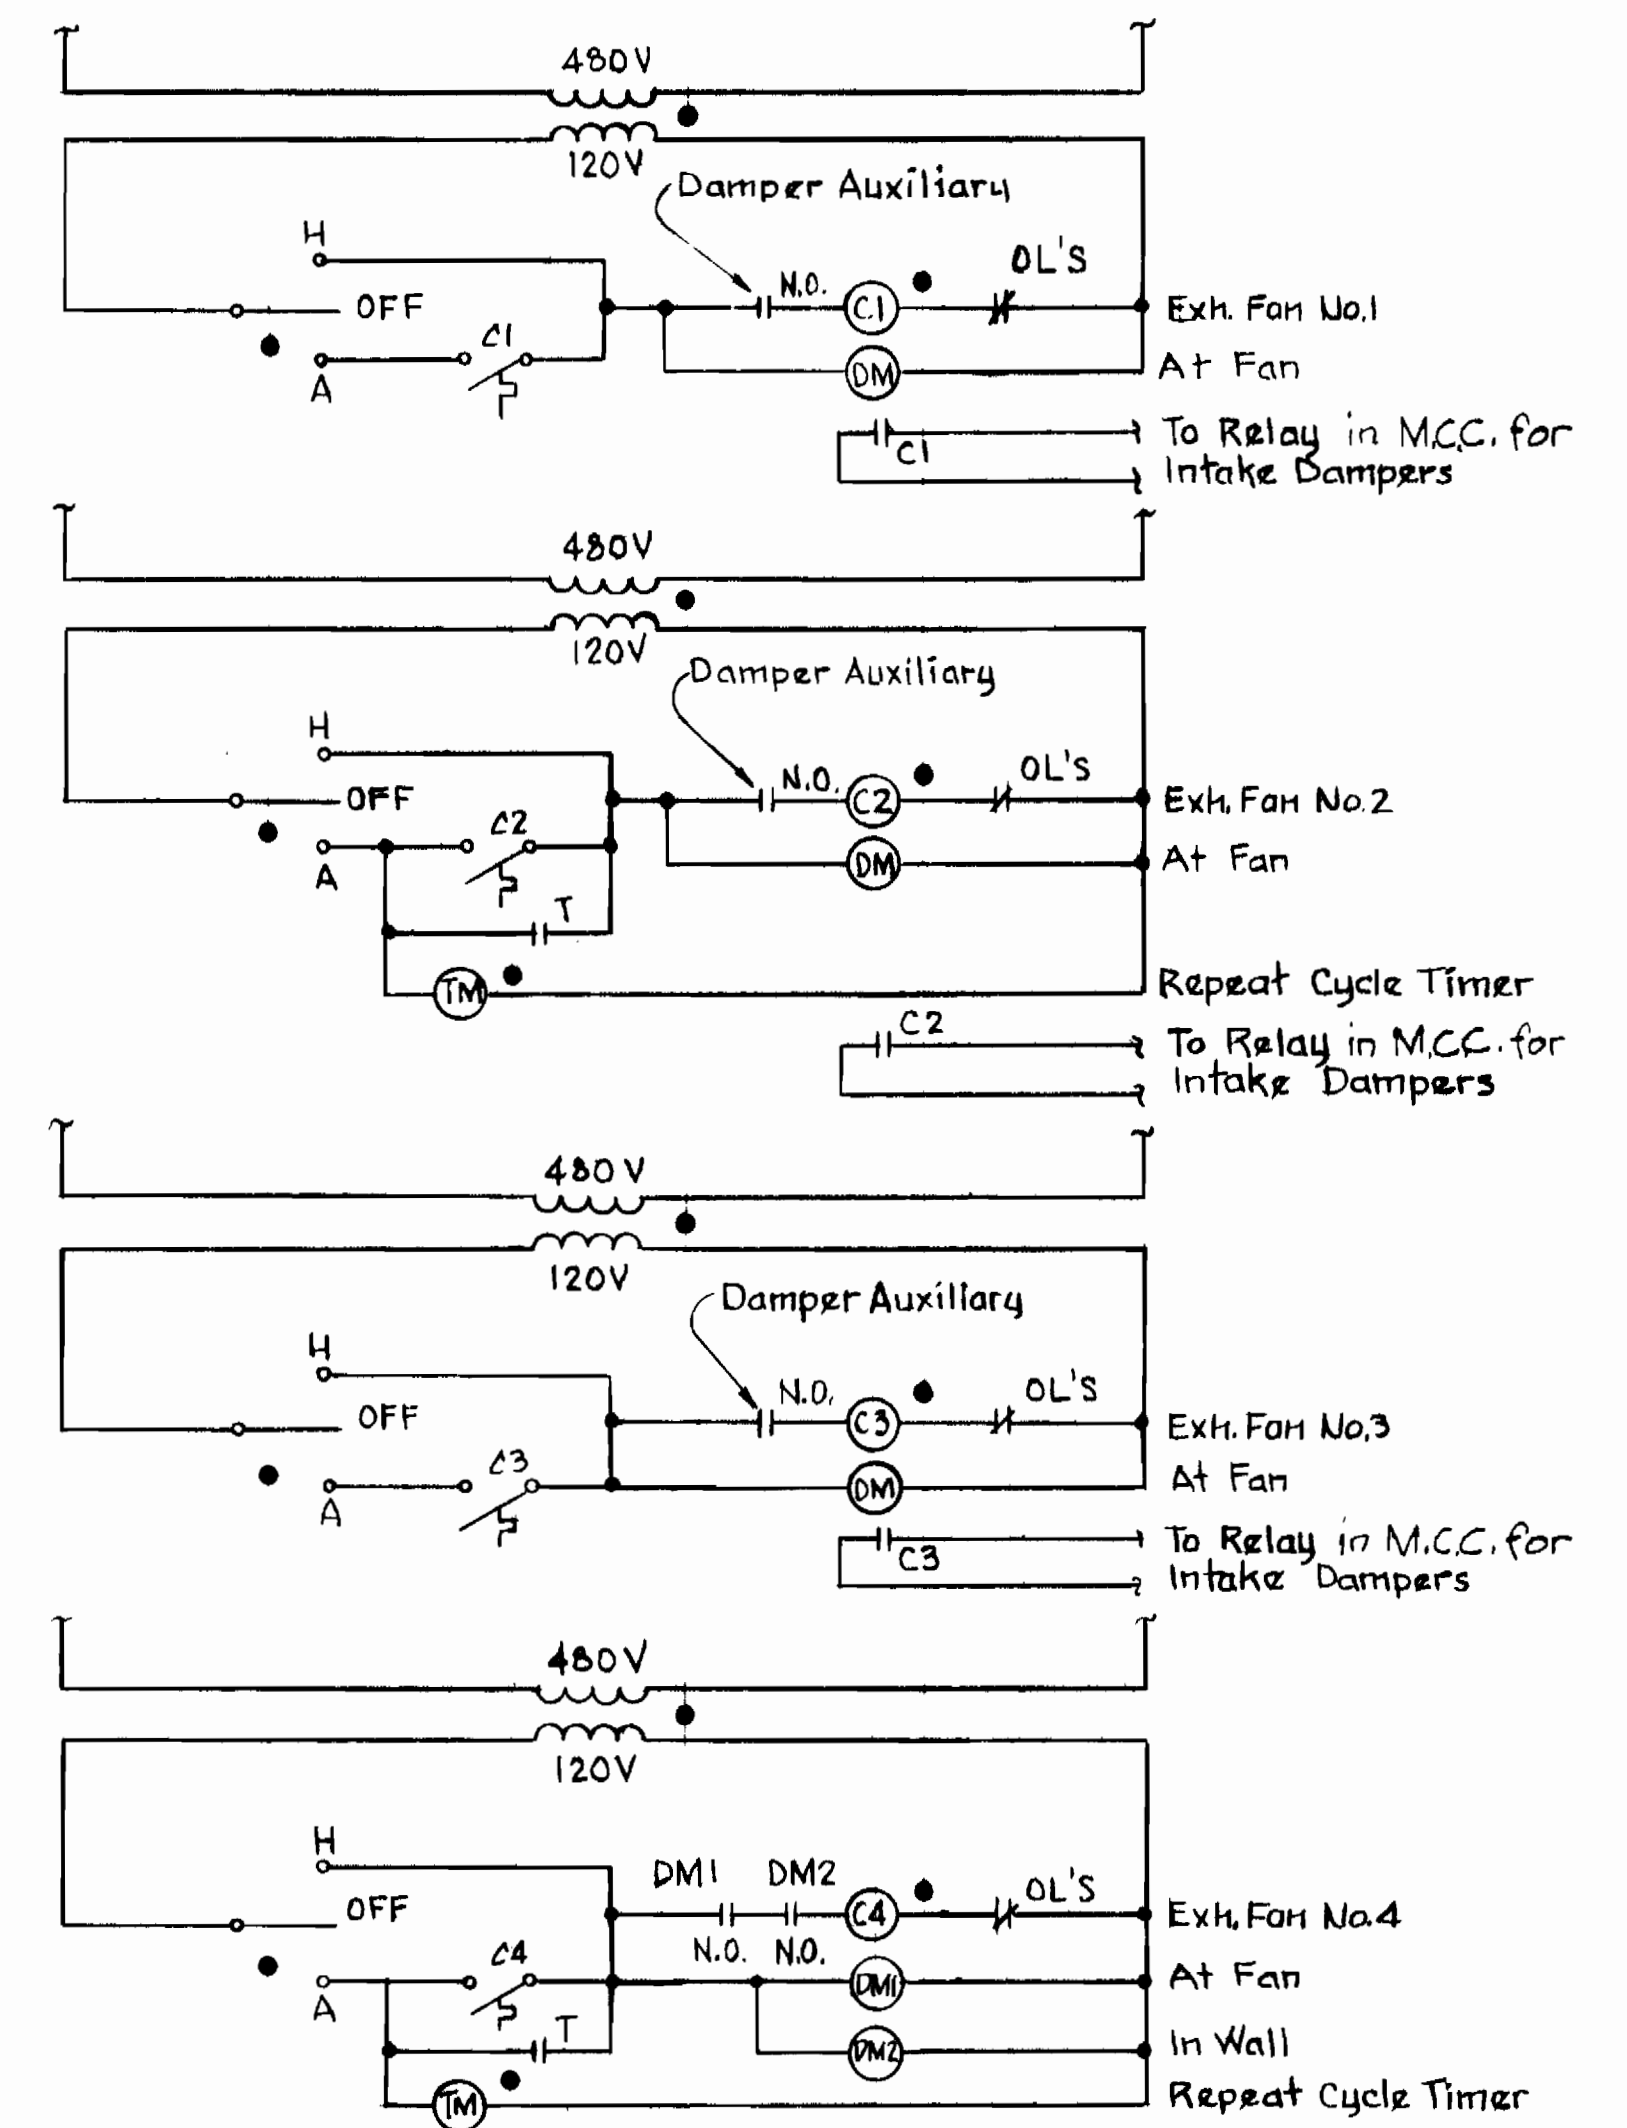 480V
120V
Damper Auxiliary
H
N.O.
C1
OL'S
OFF
Exh. Fan No.1
C1
A
DM
At Fan
To Relay in M.C.C. for
C1
Intake Dampers
480V
120V
Damper Auxiliary
H
N.O.
C2
OL'S
OFF
Exh. Fan No.2
C2
A
DM
At Fan
T
TM
Repeat Cycle Timer
C2
To Relay in M.C.C. for
Intake Dampers
480V
120V
Damper Auxiliary
H
N.O.
C3
OL'S
OFF
Exh. Fan No.3
C3
A
DM
At Fan
To Relay in M.C.C. for
C3
Intake Dampers
480V
120V
H
DM1
DM2
C4
OL'S
OFF
Exh. Fan No.4
N.O.
N.O.
C4
A
DM1
At Fan
T
DM2
In Wall
TM
Repeat Cycle Timer